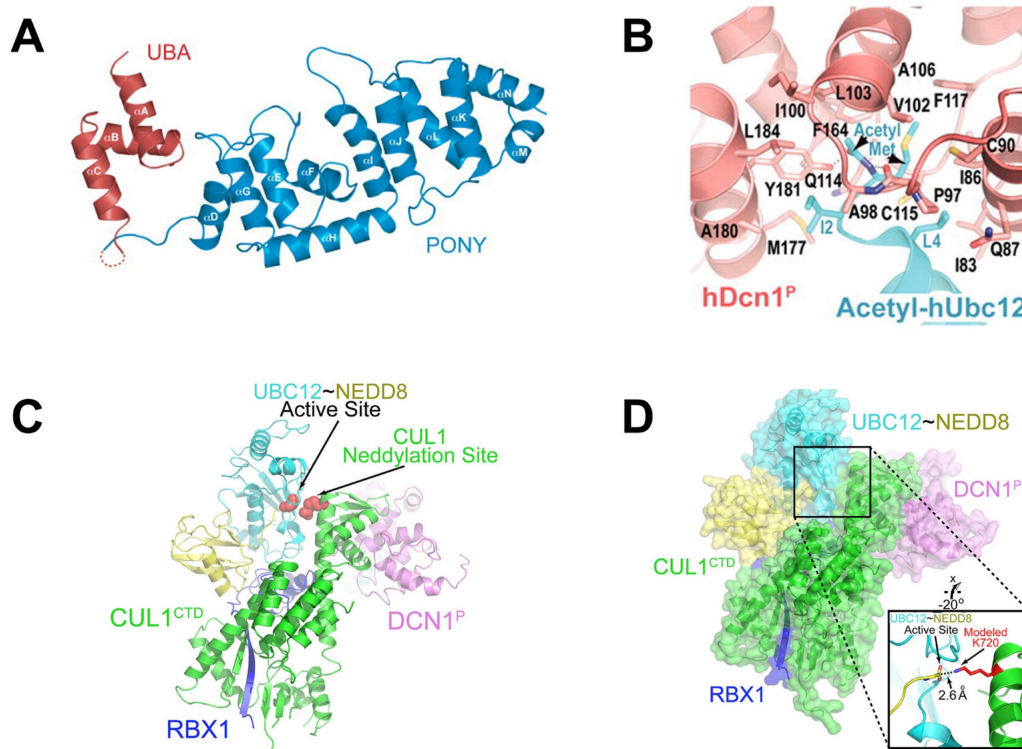 A
UBA
αA
αB
αC
αD
αG
αE
αF
αH
αI
αJ
αL
αK
αN
αM
PONY
B
A106
L103
I100
V102
F117
L184
F164
Acetyl
Met
C90
Y181
Q114
I86
P97
A98
C115
A180
I2
L4
M177
Q87
I83
hDcn1ᴾ
Acetyl-hUbc12
C
UBC12~NEDD8
Active Site
CUL1
Neddylation Site
CUL1ᶜᵀᴰ
DCN1ᴾ
RBX1
D
UBC12~NEDD8
DCN1ᴾ
CUL1ᶜᵀᴰ
RBX1
x
-20°
UBC12~NEDD8
Active Site
Modeled
K720
2.6 Å